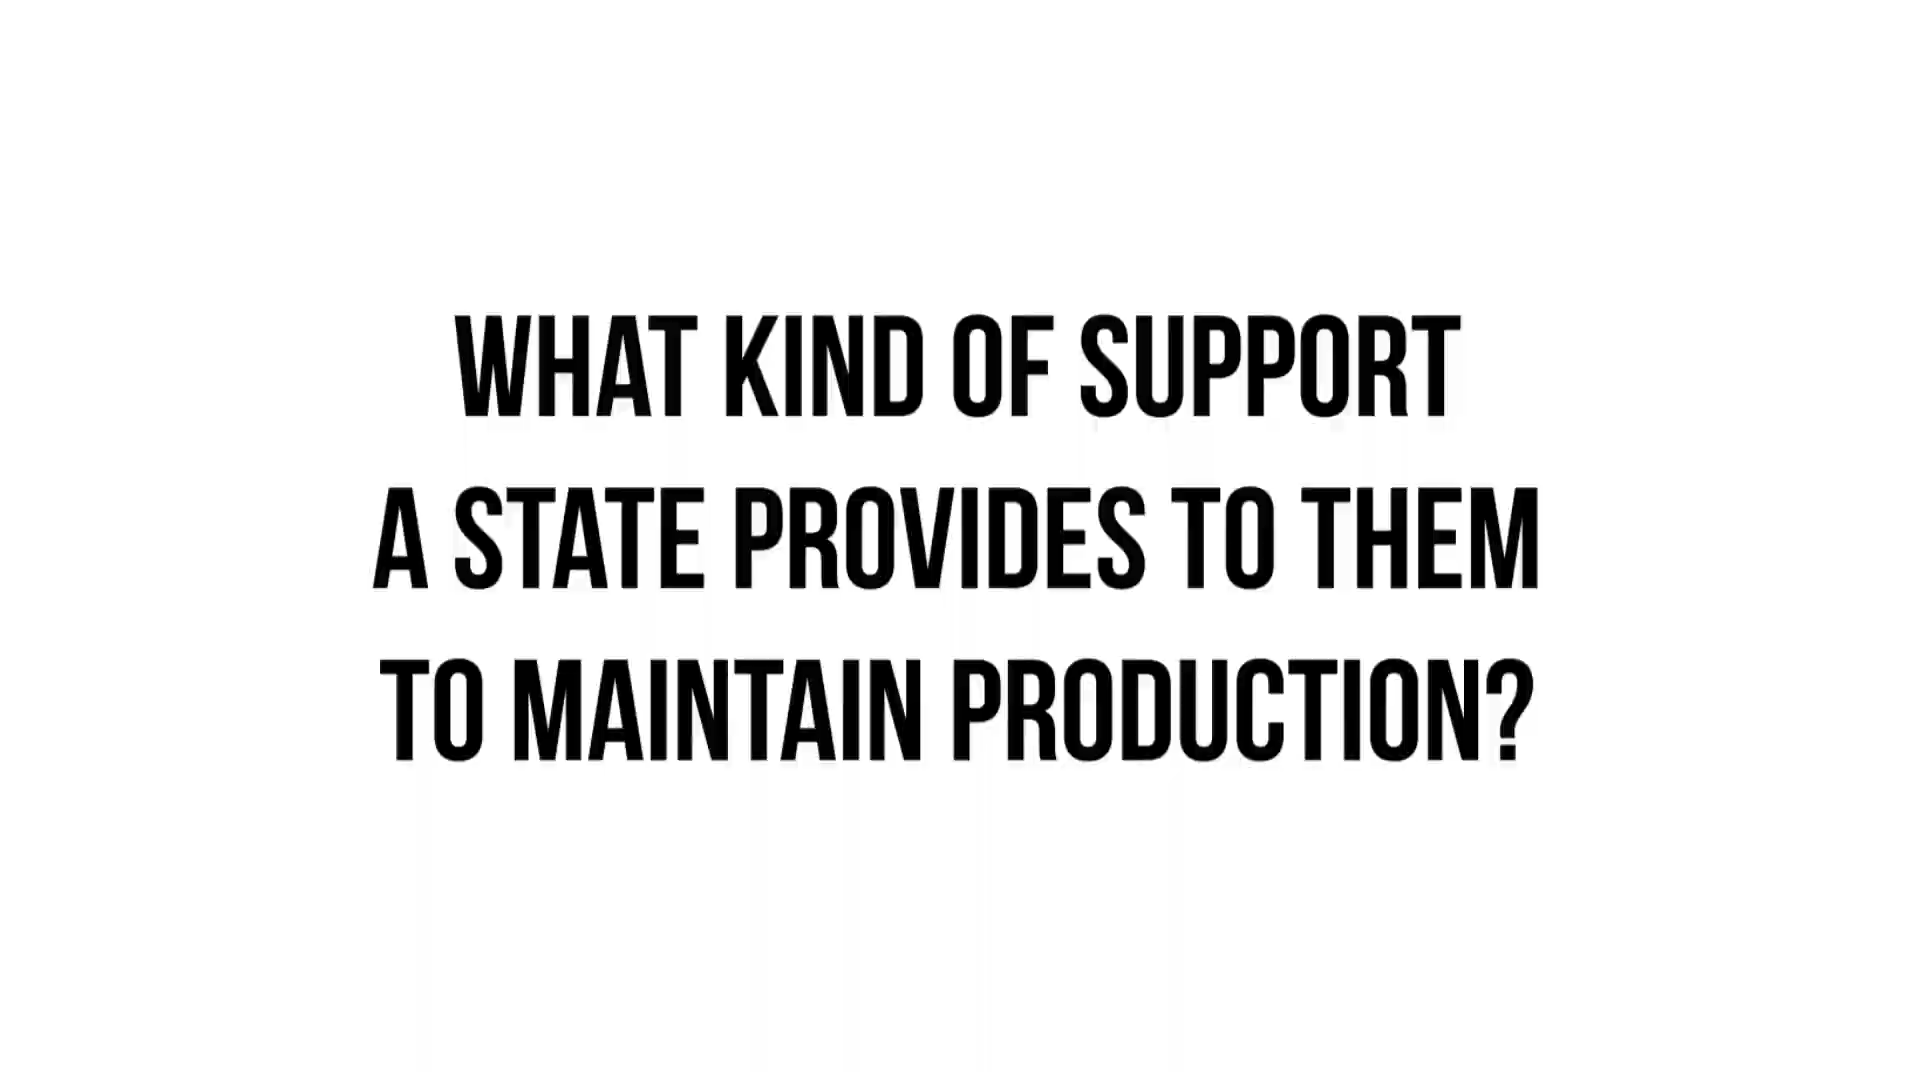 WHAT KIND OF SUPPORT
A STATE PROVIDES TO THEM
TO MAINTAIN PRODUCTION?